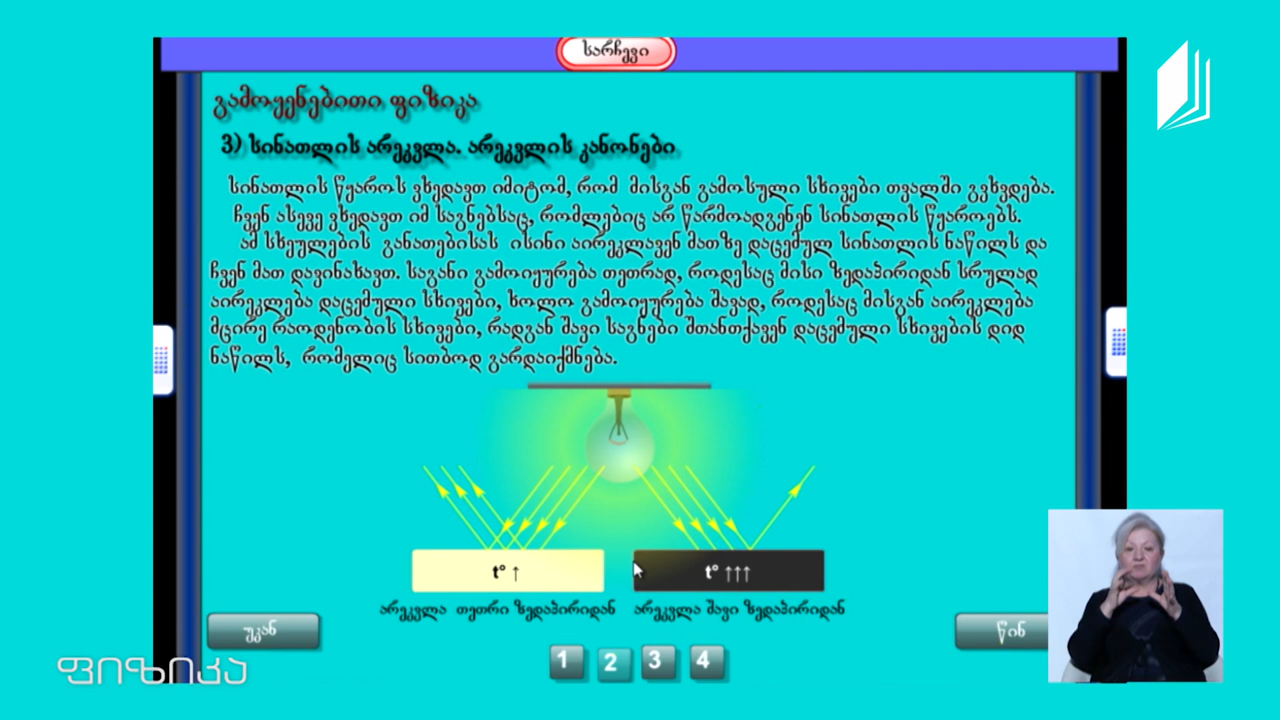 სარჩევი
გამოყენებითი ფიზიკა
3) სინათლის არეკვლა. არეკვლის კანონები
სინათლის წყაროს ვხედავთ იმიტომ, რომ მისგან გამოსული სხივები თვალში გვხვდება.
ჩვენ ასევე ვხედავთ იმ საგნებსაც, რომლებიც არ წარმოადგენენ სინათლის წყაროებს.
ამ სხეულების განათებისას ისინი აირეკლავენ მათზე დაცემულ სინათლის ნაწილს და
ჩვენ მათ დავინახავთ. საგანი გამოიყურება თეთრად, როდესაც მისი ზედაპირიდან სრულად
აირეკლება დაცემული სხივები, ხოლო გამოიყურება შავად, როდესაც მისგან აირეკლება
მცირე რაოდენობის სხივები, რადგან შავი საგნები შთანთქავენ დაცემული სხივების დიდ
ნაწილს, რომელიც სითბოდ გარდაიქმნება.
t° ↑
t° ↑↑↑
არეკვლა თეთრი ზედაპირიდან
არეკვლა შავი ზედაპირიდან
უკან
წინ
1 2 3 4
ფიზიკა